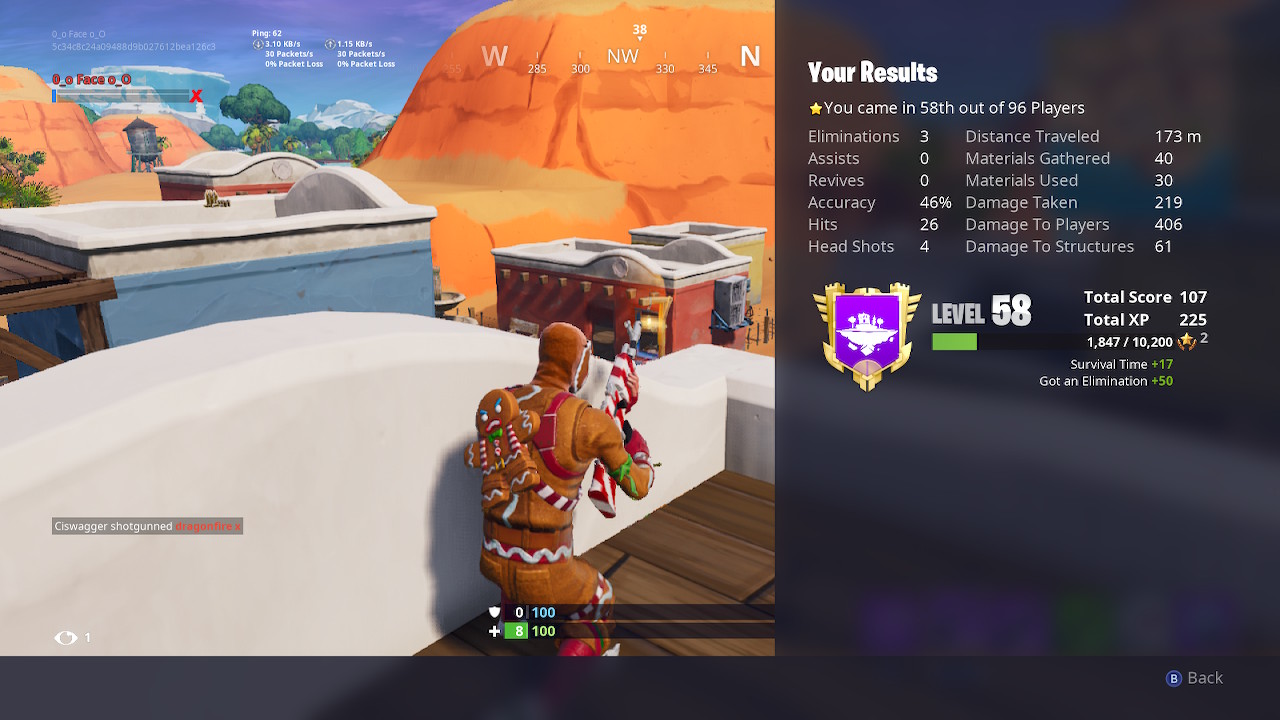 0_o Face o_O
5c34c8c24a09488d9b027612bea126c3
0_o Face o_O
X
Ping: 62
3.10 KB/s
30 Packets/s
0% Packet Loss
1.15 KB/s
30 Packets/s
0% Packet Loss
38
W 285 300 NW 330 345 N
Ciswagger shotgunned dragonfire x
1
0 | 100
8 100
Your Results
You came in 58th out of 96 Players
Eliminations 3 Distance Traveled 173 m
Assists 0 Materials Gathered 40
Revives 0 Materials Used 30
Accuracy 46% Damage Taken 219
Hits 26 Damage To Players 406
Head Shots 4 Damage To Structures 61
LEVEL 58
Total Score 107
Total XP 225
1,847 / 10,200 2
Survival Time +17
Got an Elimination +50
B Back